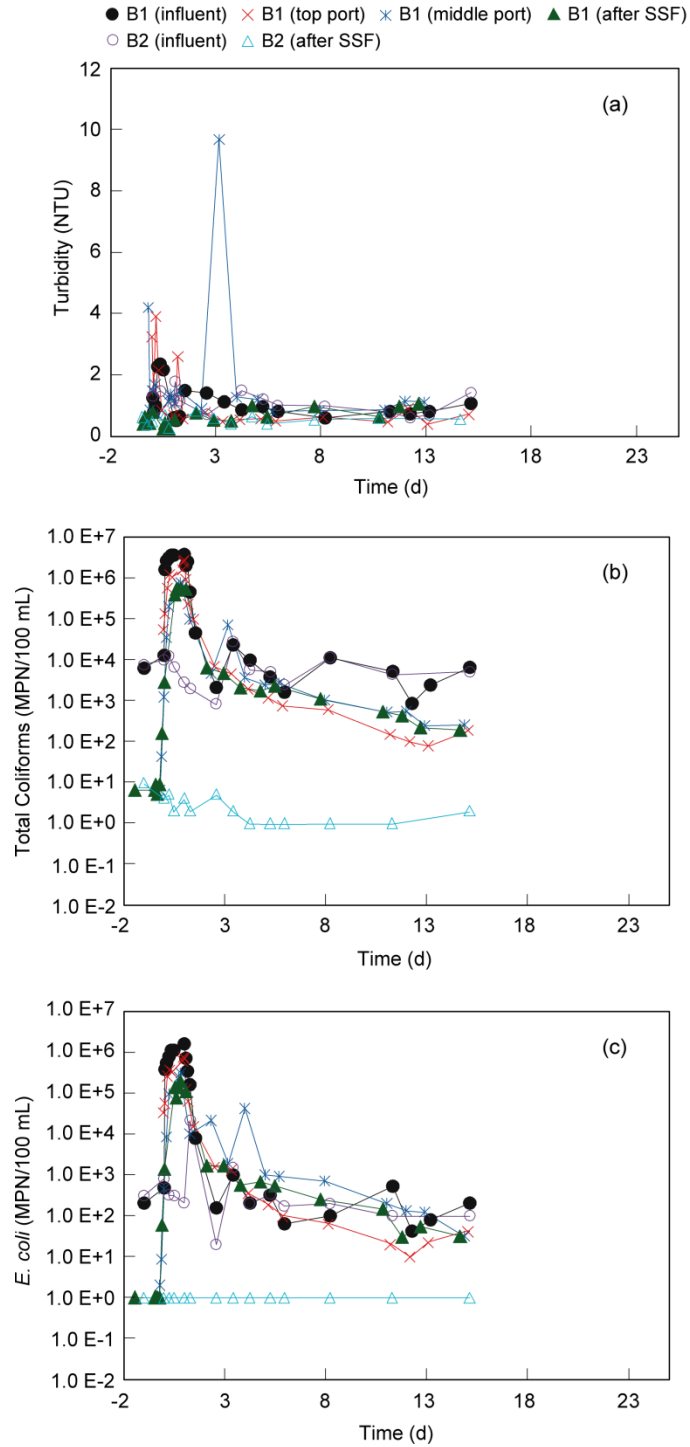 B1 (influent) B1 (top port) B1 (middle port) B1 (after SSF)
B2 (influent) B2 (after SSF)
(a)
Turbidity (NTU)
12
10
8
6
4
2
0
-2 3 8 13 18 23
Time (d)
(b)
Total Coliforms (MPN/100 mL)
1.0 E+7
1.0 E+6
1.0 E+5
1.0 E+4
1.0 E+3
1.0 E+2
1.0 E+1
1.0 E+0
1.0 E-1
1.0 E-2
-2 3 8 13 18 23
Time (d)
(c)
E. coli (MPN/100 mL)
1.0 E+7
1.0 E+6
1.0 E+5
1.0 E+4
1.0 E+3
1.0 E+2
1.0 E+1
1.0 E+0
1.0 E-1
1.0 E-2
-2 3 8 13 18 23
Time (d)